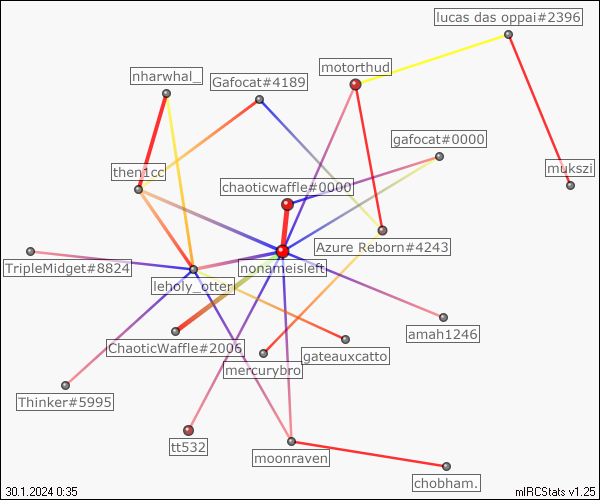 lucas das oppai#2396
motorthud
nharwhal_
Gafocat#4189
gafocat#0000
mukszi
then1cc
chaoticwaffle#0000
Azure Reborn#4243
TripleMidget#8824
nonameisleft
leholy_otter
amah1246
ChaoticWaffle#2006
gateauxcatto
mercurybro
Thinker#5995
tt532
moonraven
chobham.
30.1.2024 0:35
mIRCStats v1.25